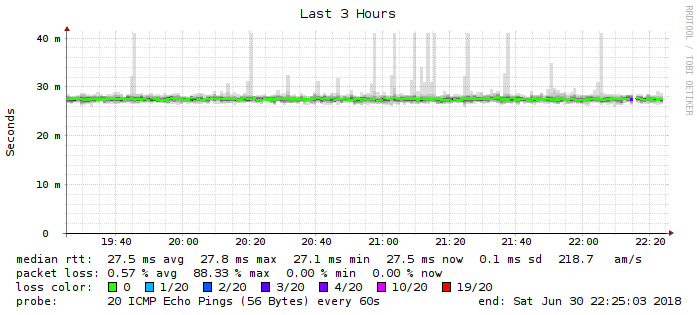 Last 3 Hours
RRDTOOL / TOBI OETIKER
Seconds
40 m
30 m
20 m
10 m
0
19:40 20:00 20:20 20:40 21:00 21:20 21:40 22:00 22:20
median rtt: 27.5 ms avg 27.8 ms max 27.1 ms min 27.5 ms now 0.1 ms sd 218.7 am/s
packet loss: 0.57 % avg 88.33 % max 0.00 % min 0.00 % now
loss color: 0 1/20 2/20 3/20 4/20 10/20 19/20
probe: 20 ICMP Echo Pings (56 Bytes) every 60s end: Sat Jun 30 22:25:03 2018